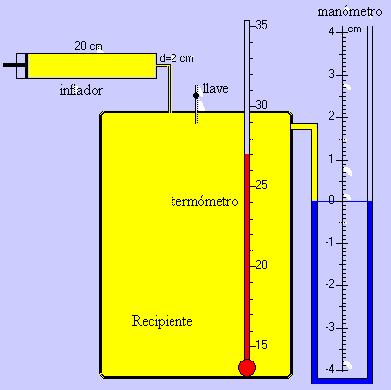 manómetro
20 cm
d=2 cm
inflador
llave
35
30
25
20
15
termómetro
Recipiente
4
cm
3
2
1
0
-1
-2
-3
-4